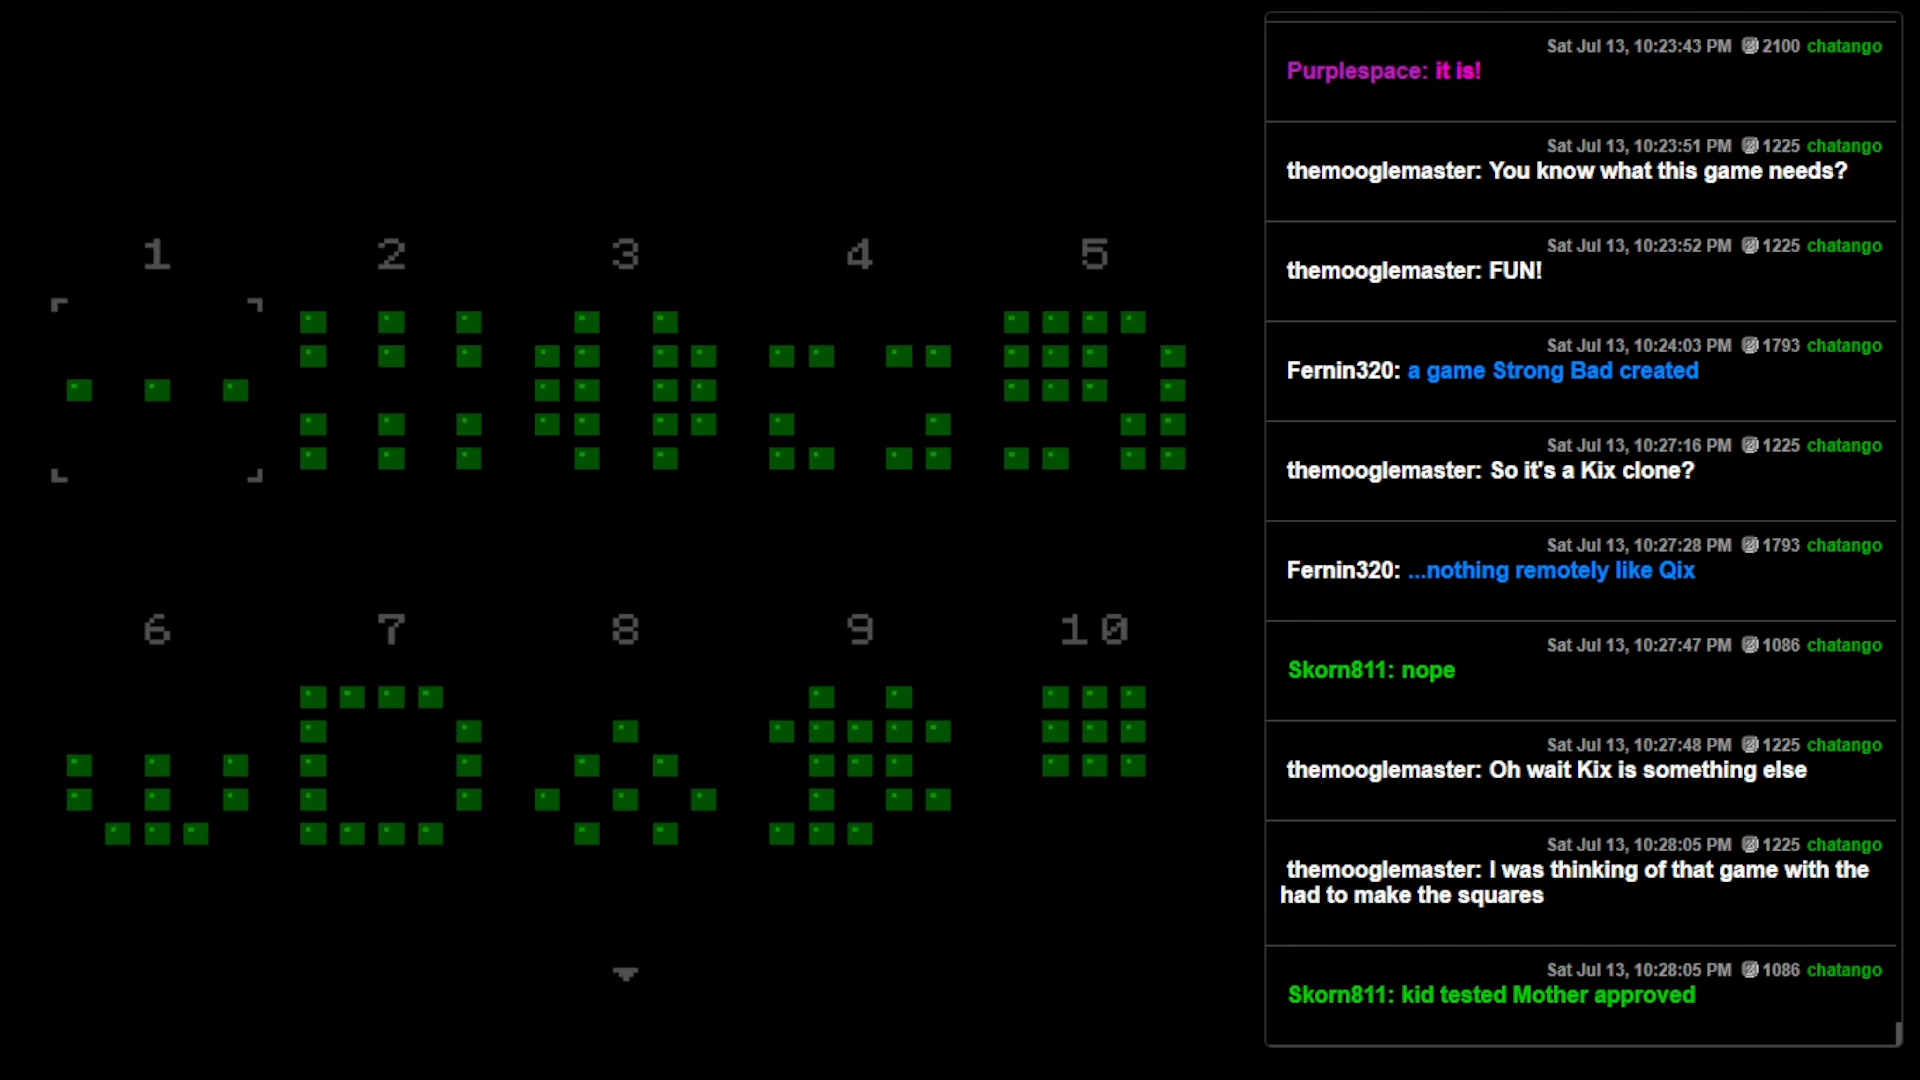 1 2 3 4 5
6 7 8 9 10
Sat Jul 13, 10:23:43 PM 2100 chatango
Purplespace: it is!
Sat Jul 13, 10:23:51 PM 1225 chatango
themooglemaster: You know what this game needs?
Sat Jul 13, 10:23:52 PM 1225 chatango
themooglemaster: FUN!
Sat Jul 13, 10:24:03 PM 1793 chatango
Fernin320: a game Strong Bad created
Sat Jul 13, 10:27:16 PM 1225 chatango
themooglemaster: So it's a Kix clone?
Sat Jul 13, 10:27:28 PM 1793 chatango
Fernin320: ...nothing remotely like Qix
Sat Jul 13, 10:27:47 PM 1086 chatango
Skorn811: nope
Sat Jul 13, 10:27:48 PM 1225 chatango
themooglemaster: Oh wait Kix is something else
Sat Jul 13, 10:28:05 PM 1225 chatango
themooglemaster: I was thinking of that game with the
had to make the squares
Sat Jul 13, 10:28:05 PM 1086 chatango
Skorn811: kid tested Mother approved